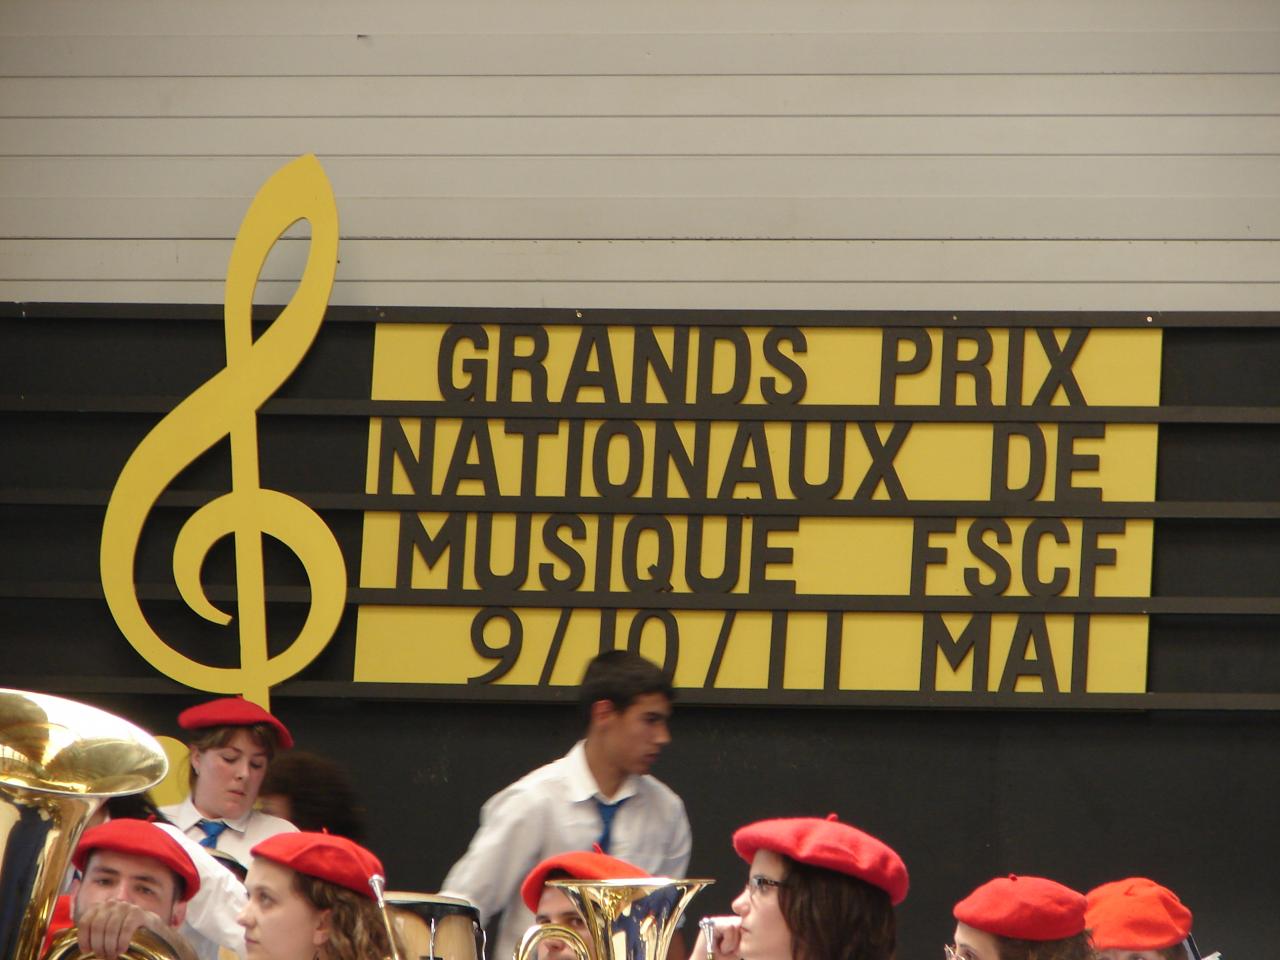 GRANDS PRIX
NATIONAUX DE
MUSIQUE FSCF
9/10/11 MAI